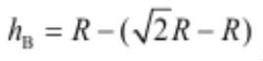 h_B = R − (√2R − R)